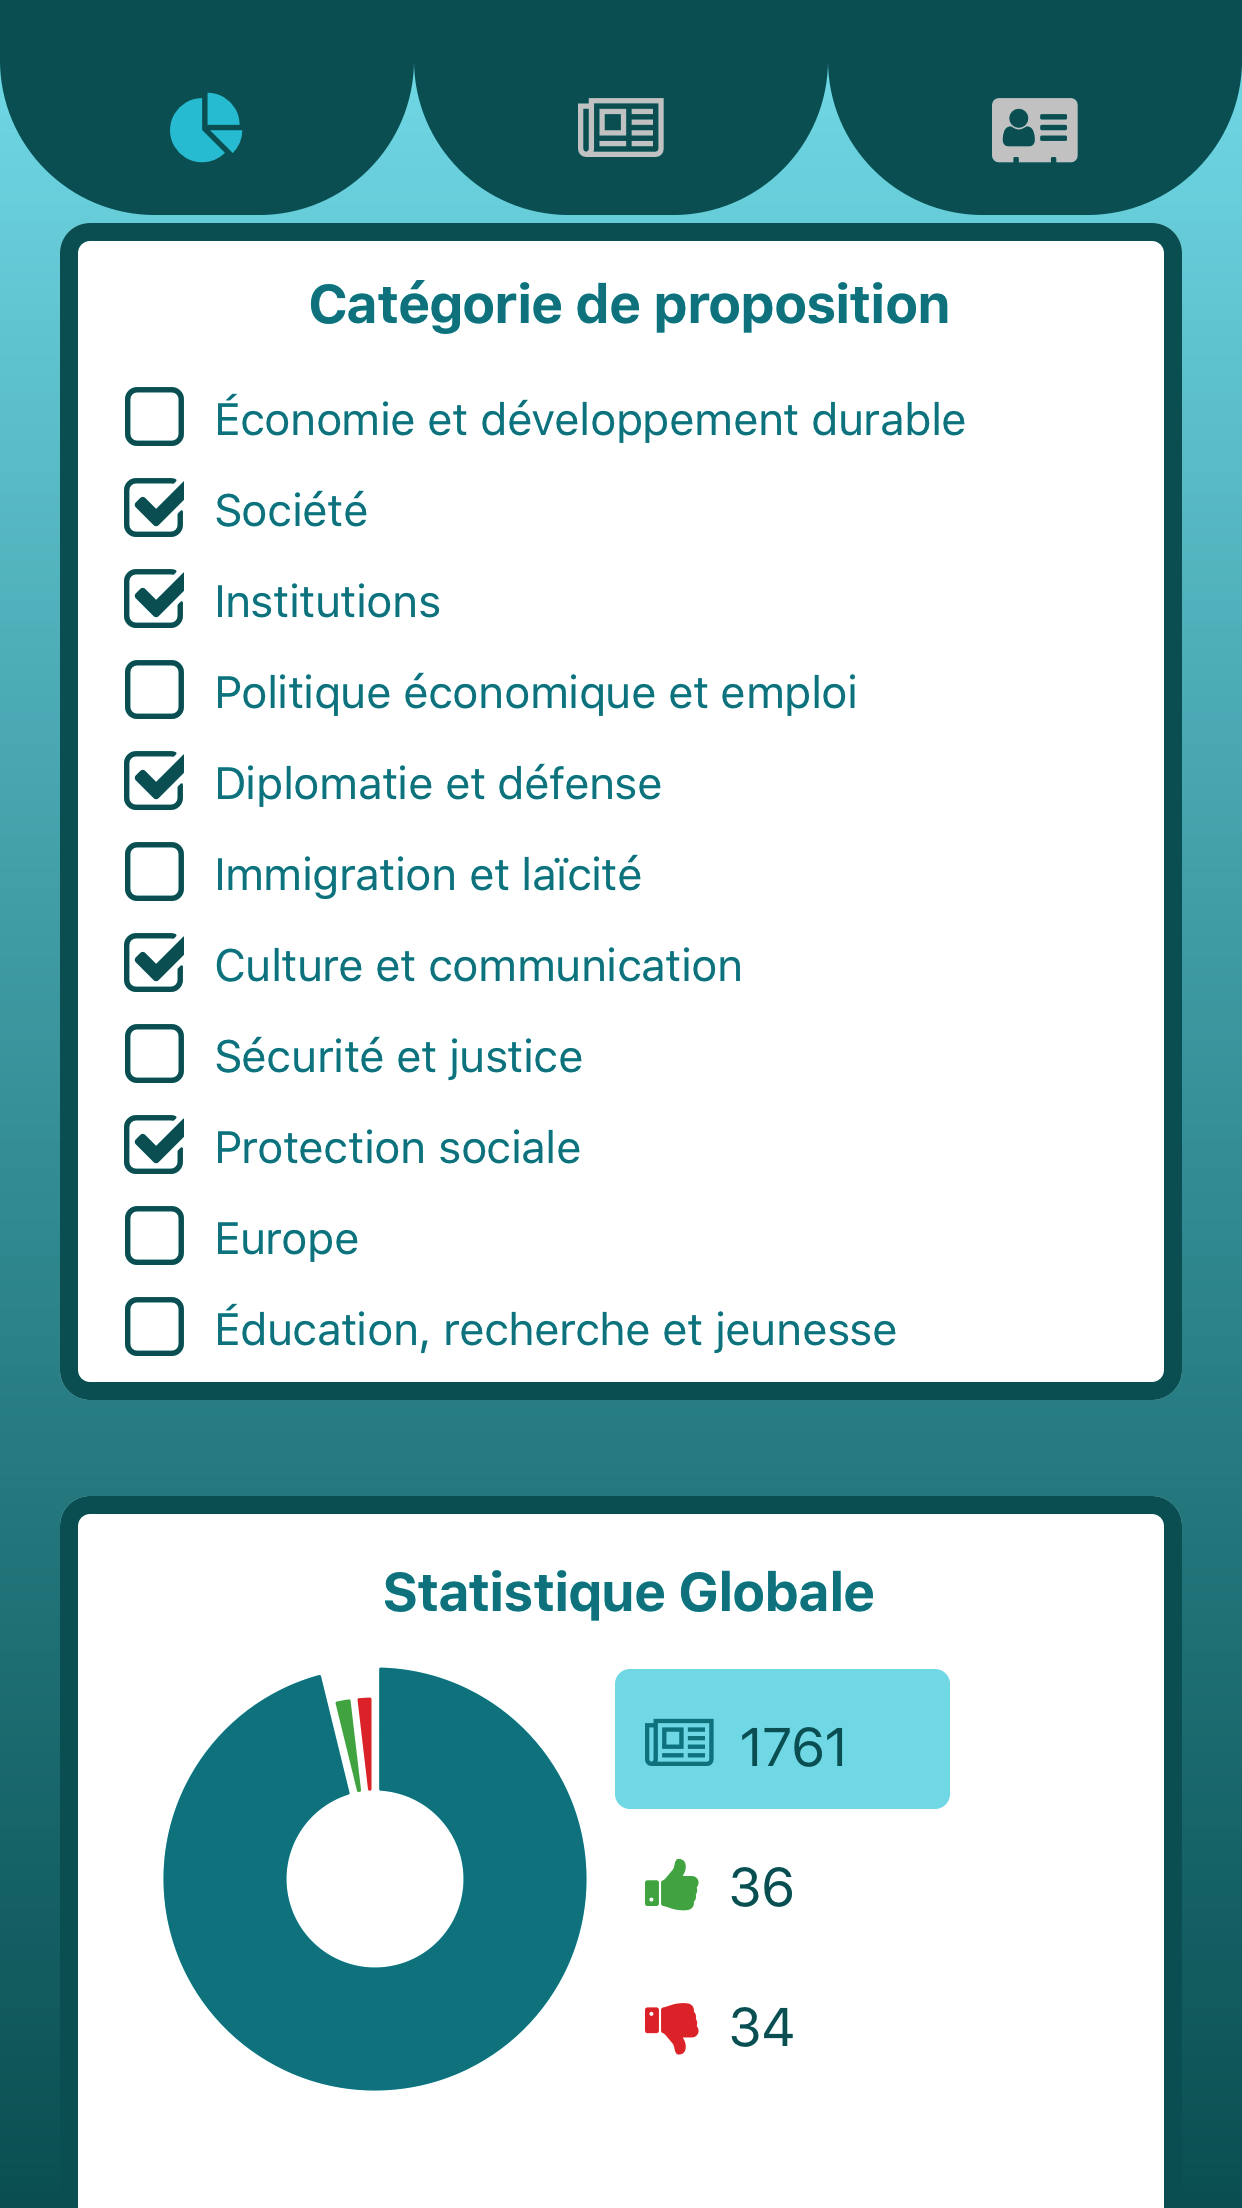 Catégorie de proposition
Économie et développement durable
Société
Institutions
Politique économique et emploi
Diplomatie et défense
Immigration et laïcité
Culture et communication
Sécurité et justice
Protection sociale
Europe
Éducation, recherche et jeunesse
Statistique Globale
1761
36
34